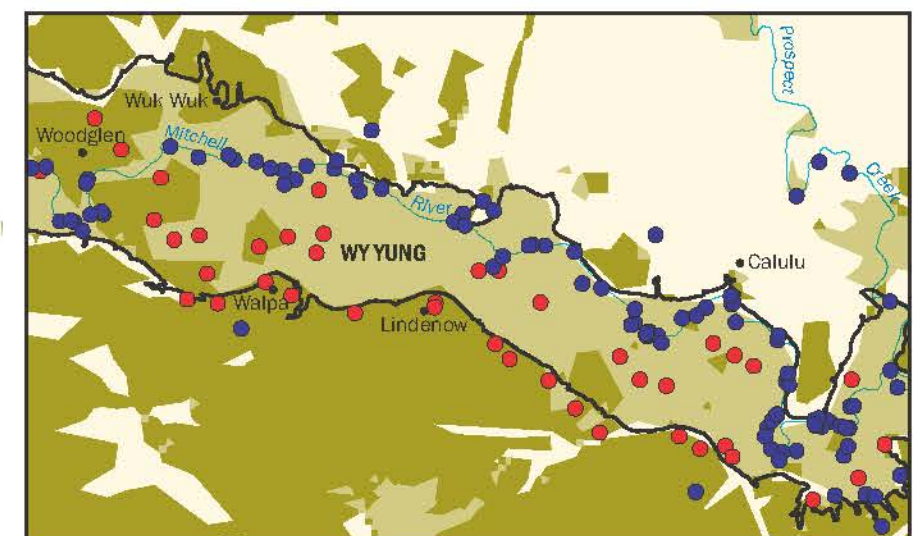 Prospect
Creek
Wuk Wuk
Woodglen
Mitchell
River
WY YUNG
Calulu
Walpa
Lindenow